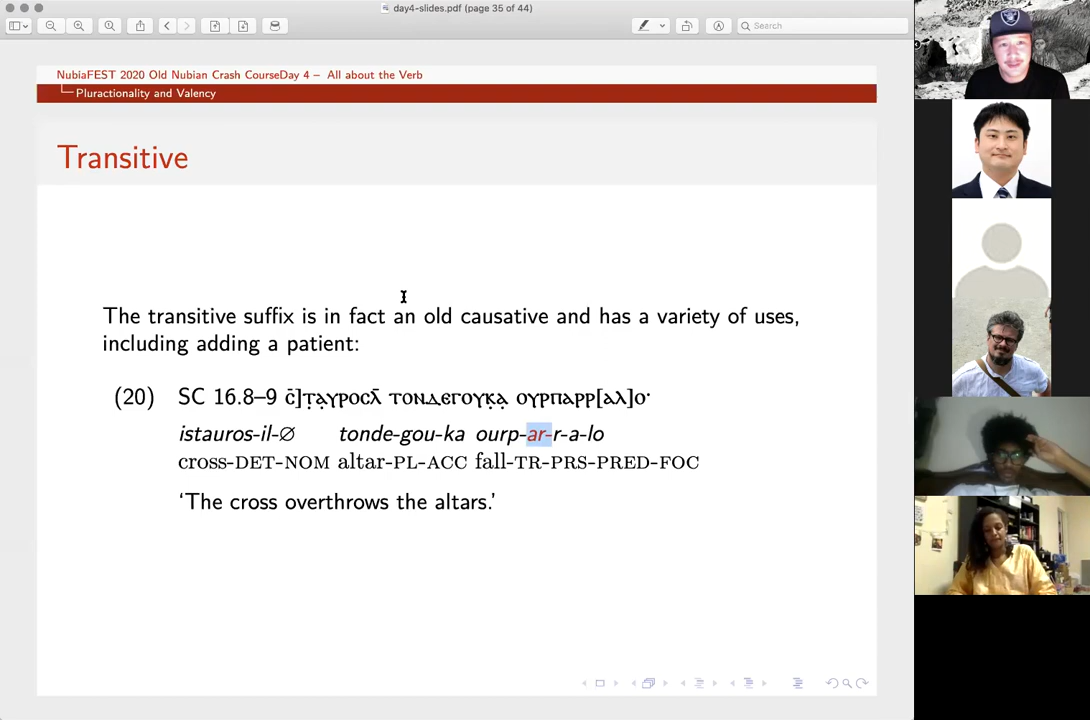 day4-slides.pdf (page 35 of 44)
Search
NubiaFEST 2020 Old Nubian Crash CourseDay 4 – All about the Verb
Pluractionality and Valency
Transitive
The transitive suffix is in fact an old causative and has a variety of uses,
including adding a patient:
(20) SC 16.8–9 ⲥ̄]ⲧ̣ⲁ̣ⲩⲣⲟⲥⲗ̄ ⲧⲟⲛⲇⲉⲅⲟⲩⲕ̣ⲁ̣ ⲟⲩⲣⲡⲁⲣⲣ[ⲁⲗ]ⲟ·
istauros-il-∅ tonde-gou-ka ourp-ar-r-a-lo
cross-DET-NOM altar-PL-ACC fall-TR-PRS-PRED-FOC
‘The cross overthrows the altars.’